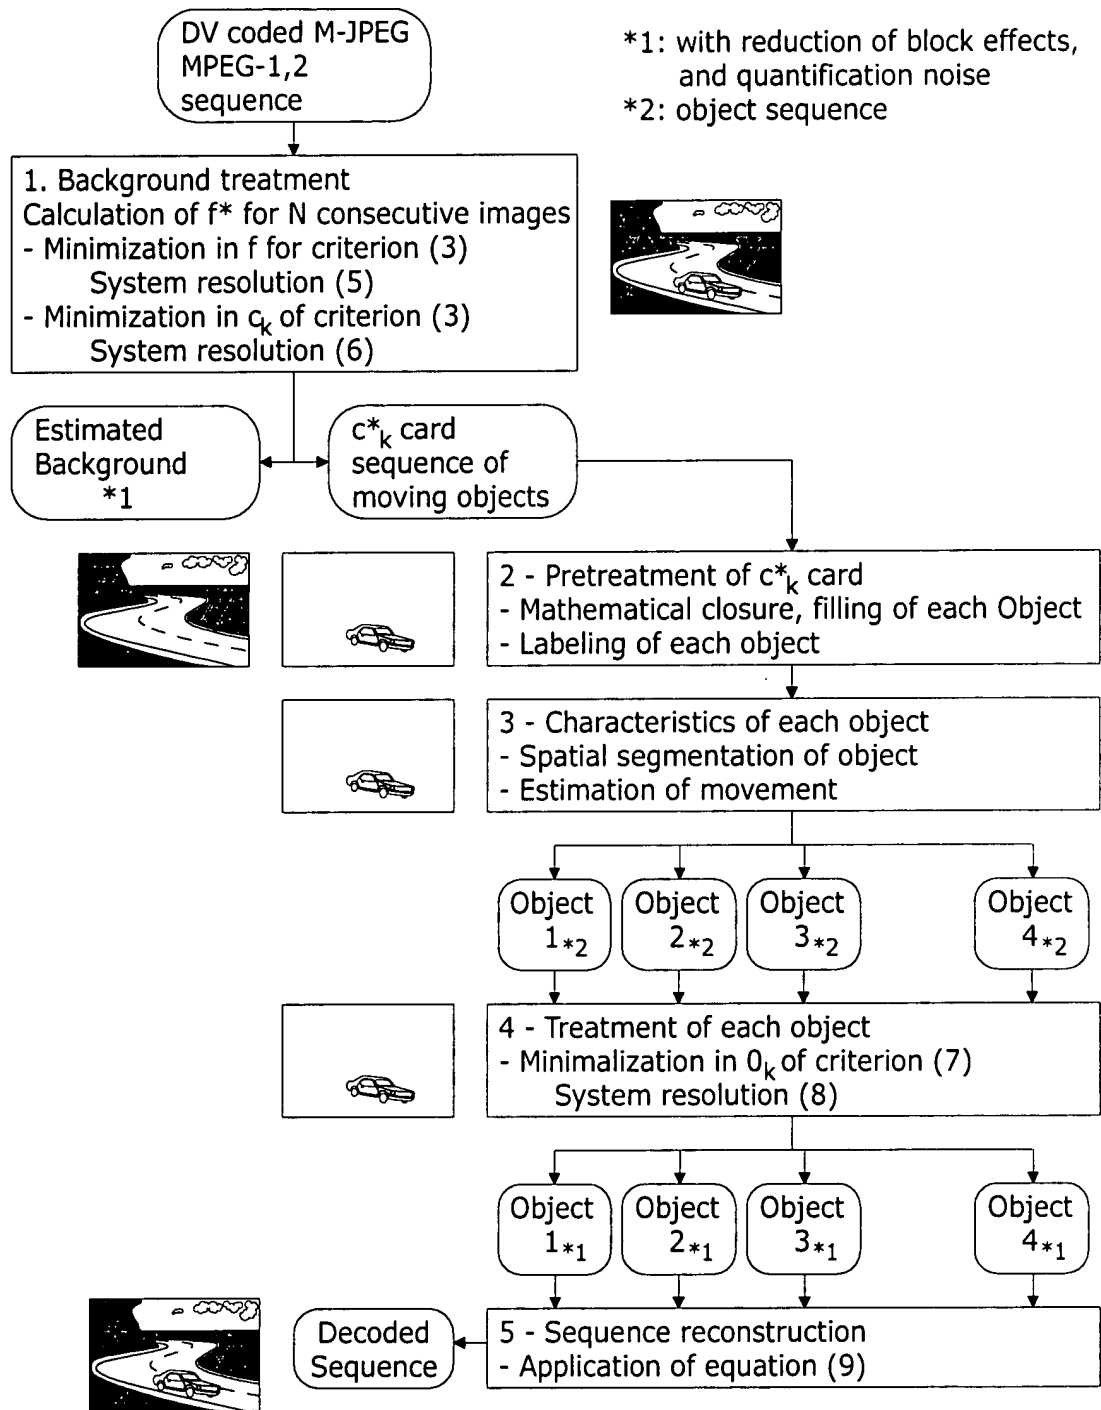 DV coded M-JPEG
MPEG-1,2
sequence
*1: with reduction of block effects,
and quantification noise
*2: object sequence
1. Background treatment
Calculation of f* for N consecutive images
- Minimization in f for criterion (3)
System resolution (5)
- Minimization in ck of criterion (3)
System resolution (6)
Estimated
Background
*1
c*k card
sequence of
moving objects
2 - Pretreatment of c*k card
- Mathematical closure, filling of each Object
- Labeling of each object
3 - Characteristics of each object
- Spatial segmentation of object
- Estimation of movement
Object
1*2
Object
2*2
Object
3*2
Object
4*2
4 - Treatment of each object
- Minimalization in 0k of criterion (7)
System resolution (8)
Object
1*1
Object
2*1
Object
3*1
Object
4*1
Decoded
Sequence
5 - Sequence reconstruction
- Application of equation (9)